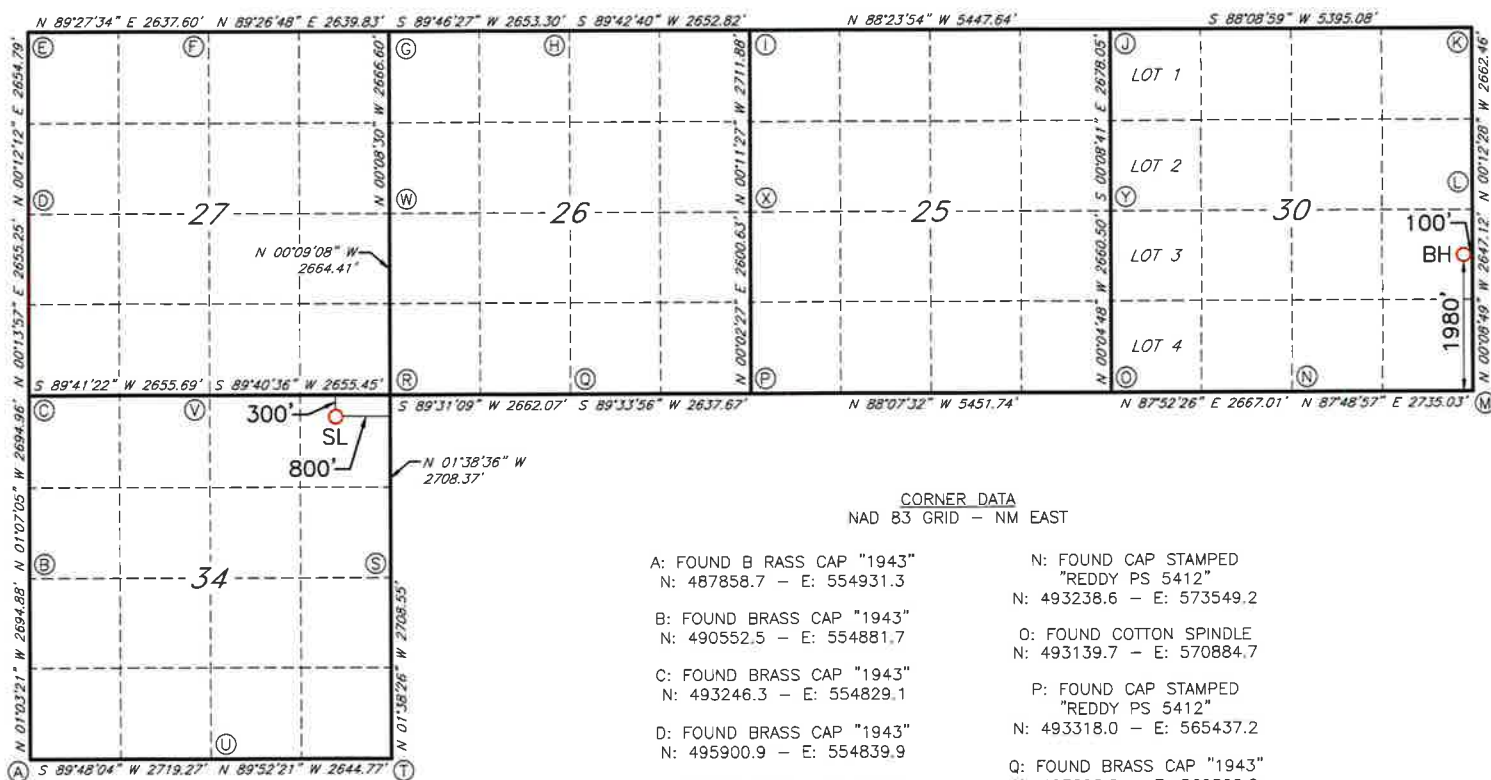 N 89°27'34" E 2637.60' N 89°26'48" E 2639.83' S 89°46'27" W 2653.30' S 89°42'40" W 2652.82' N 88°23'54" W 5447.64' S 88°08'59" W 5395.08'
E F G H I J K
N 00°12'12" E 2654.79'
N 00°08'30" W 2666.60'
N 00°11'27" W 2711.88'
S 00°08'41" E 2678.05'
N 00°12'28" W 2662.46'
LOT 1
LOT 2
D W X Y L
27 26 25 30
N 00°13'57" E 2655.25'
N 00°09'08" W
2664.41'
N 00°02'27" E 2600.63'
N 00°04'48" W 2660.50'
N 00°08'49" W 2647.12'
LOT 3
100'
BH
1980'
LOT 4
S 89°41'22" W 2655.69' S 89°40'36" W 2655.45' R Q P O N M
C V S 89°31'09" W 2662.07' S 89°33'56" W 2637.67' N 88°07'32" W 5451.74' N 87°52'26" E 2667.01' N 87°48'57" E 2735.03'
300'
SL
800'
N 01°07'05" W 2694.96'
N 01°38'36" W
2708.37'
B 34 S
N 01°03'21" W 2694.88'
N 01°38'26" W 2708.55'
U
A S 89°48'04" W 2719.27' N 89°52'21" W 2644.77' T
CORNER DATA
NAD 83 GRID – NM EAST
A: FOUND B RASS CAP "1943"
N: 487858.7 – E: 554931.3
B: FOUND BRASS CAP "1943"
N: 490552.5 – E: 554881.7
C: FOUND BRASS CAP "1943"
N: 493246.3 – E: 554829.1
D: FOUND BRASS CAP "1943"
N: 495900.9 – E: 554839.9
N: FOUND CAP STAMPED
"REDDY PS 5412"
N: 493238.6 – E: 573549.2
O: FOUND COTTON SPINDLE
N: 493139.7 – E: 570884.7
P: FOUND CAP STAMPED
"REDDY PS 5412"
N: 493318.0 – E: 565437.2
Q: FOUND BRASS CAP "1943"